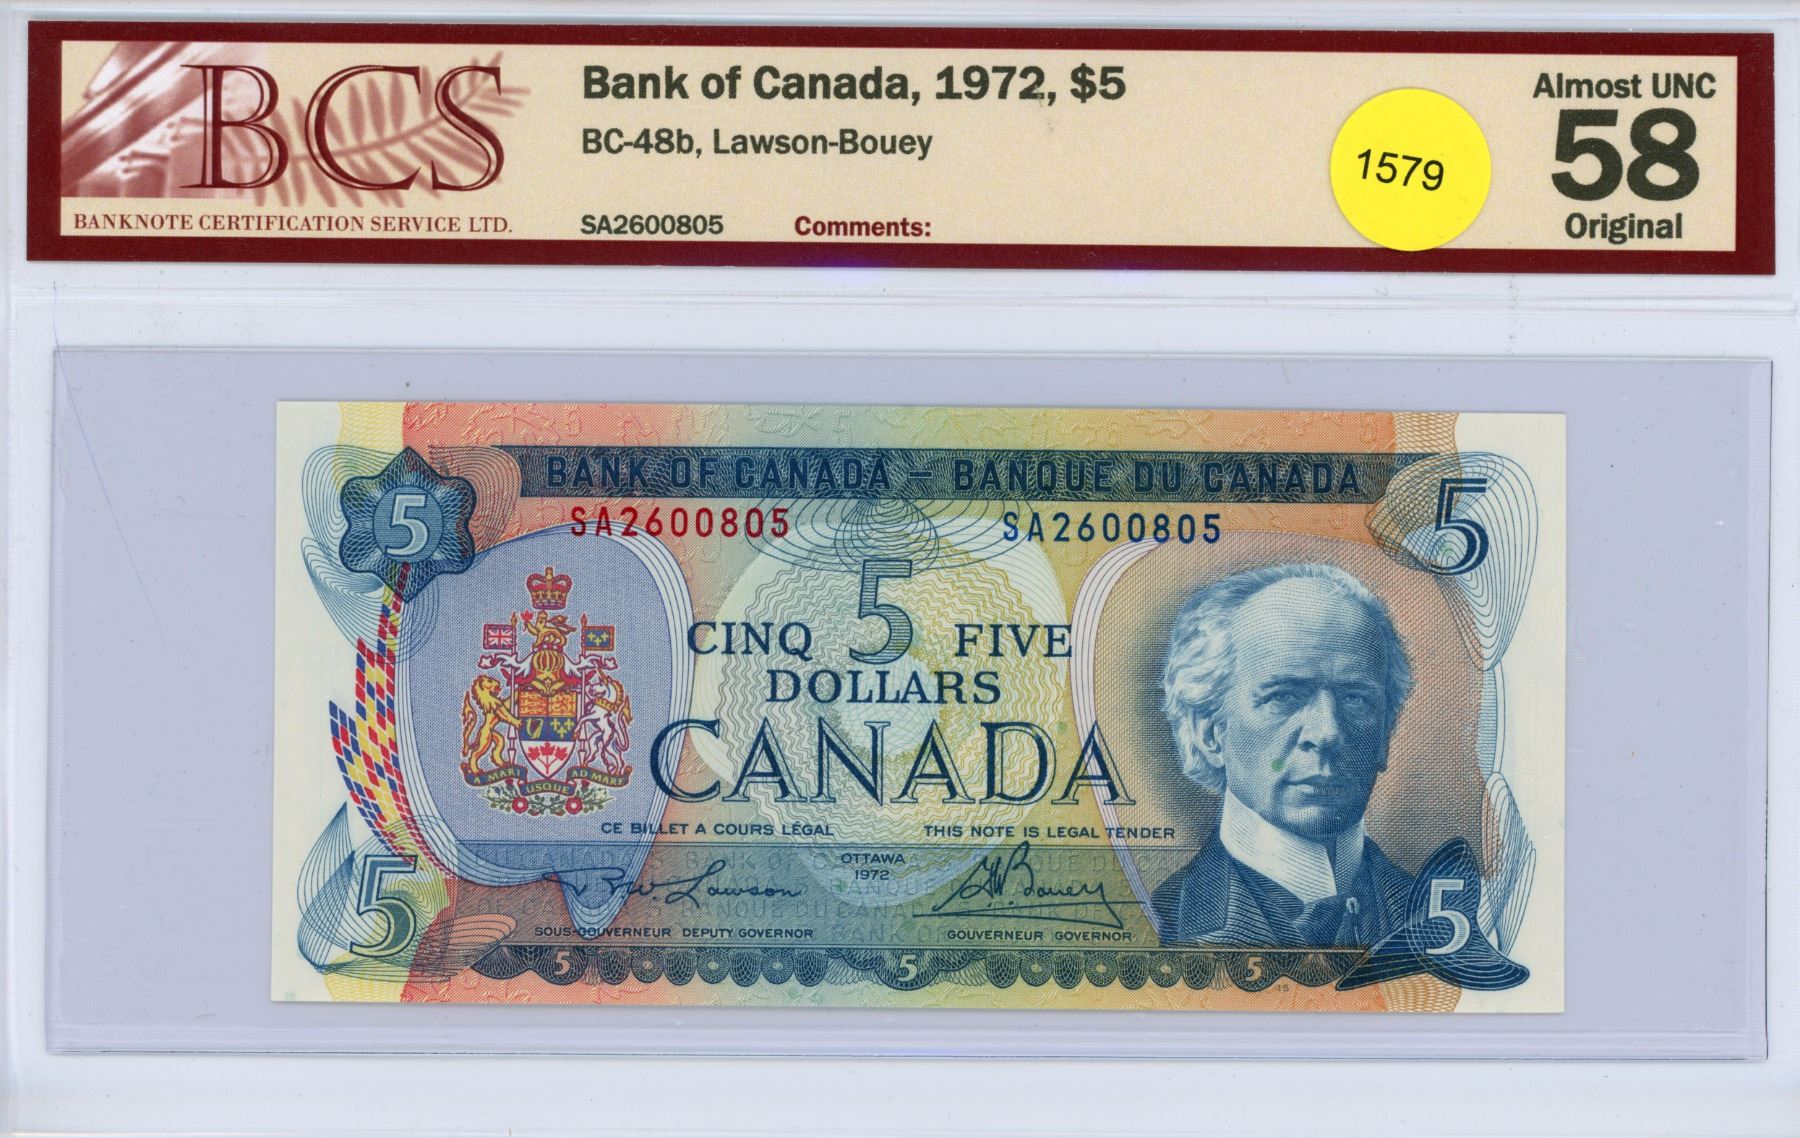 BCS
BANKNOTE CERTIFICATION SERVICE LTD.
Bank of Canada, 1972, $5
BC-48b, Lawson-Bouey
SA2600805 Comments:
1579
Almost UNC
58
Original
BANK OF CANADA – BANQUE DU CANADA
5
5
SA2600805 SA2600805
5
CINQ FIVE
DOLLARS
CANADA
A MARI USQUE AD MARE
CE BILLET A COURS LÉGAL THIS NOTE IS LEGAL TENDER
OTTAWA
1972
R.W. Lawson
G.K. Bouey
SOUS-GOUVERNEUR DEPUTY GOVERNOR GOUVERNEUR GOVERNOR
5
5
5 5 5